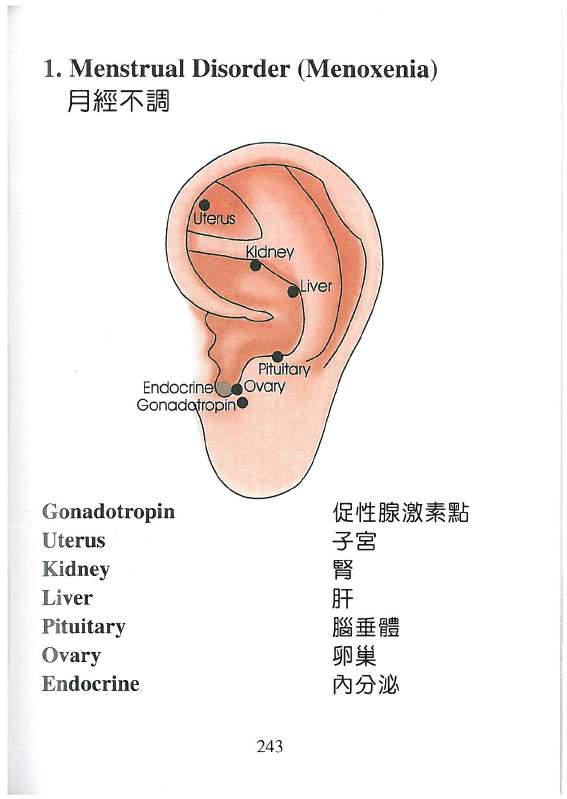 1. Menstrual Disorder (Menoxenia)
月經不調
Uterus
Kidney
Liver
Pituitary
Endocrine
Ovary
Gonadotropin
Gonadotropin 促性腺激素點
Uterus 子宮
Kidney 腎
Liver 肝
Pituitary 腦垂體
Ovary 卵巢
Endocrine 內分泌
243